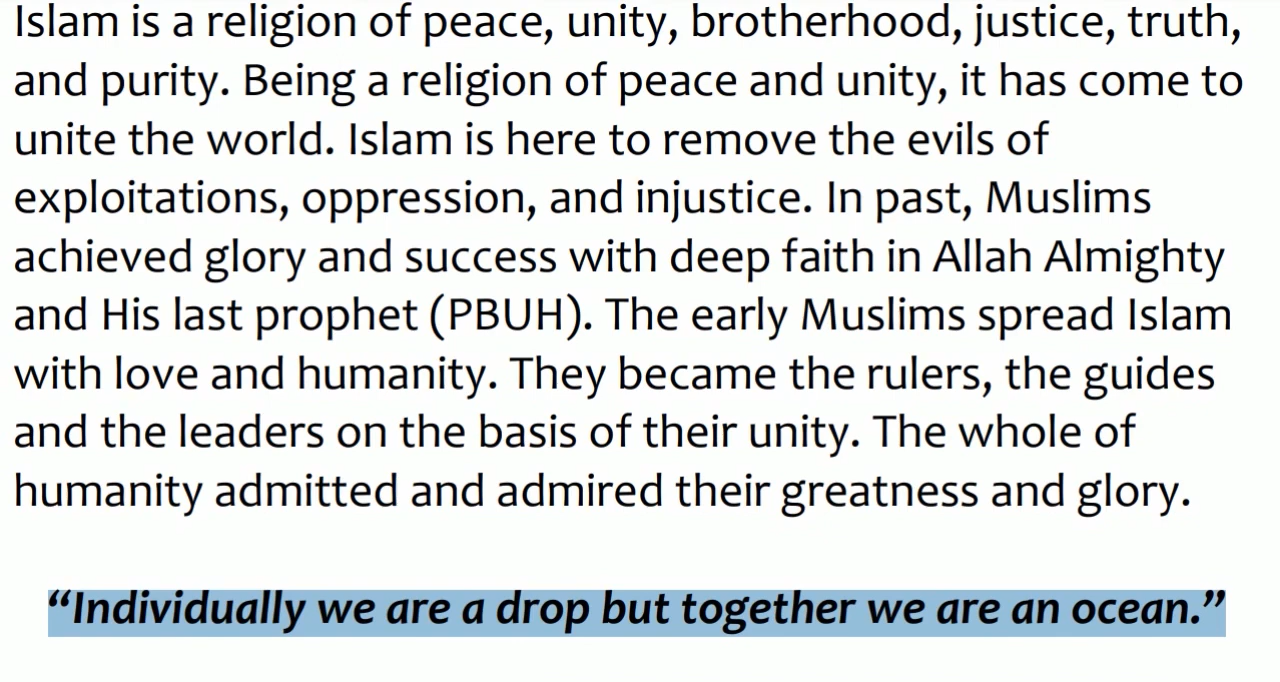 Islam is a religion of peace, unity, brotherhood, justice, truth,
and purity. Being a religion of peace and unity, it has come to
unite the world. Islam is here to remove the evils of
exploitations, oppression, and injustice. In past, Muslims
achieved glory and success with deep faith in Allah Almighty
and His last prophet (PBUH). The early Muslims spread Islam
with love and humanity. They became the rulers, the guides
and the leaders on the basis of their unity. The whole of
humanity admitted and admired their greatness and glory.
“Individually we are a drop but together we are an ocean.”